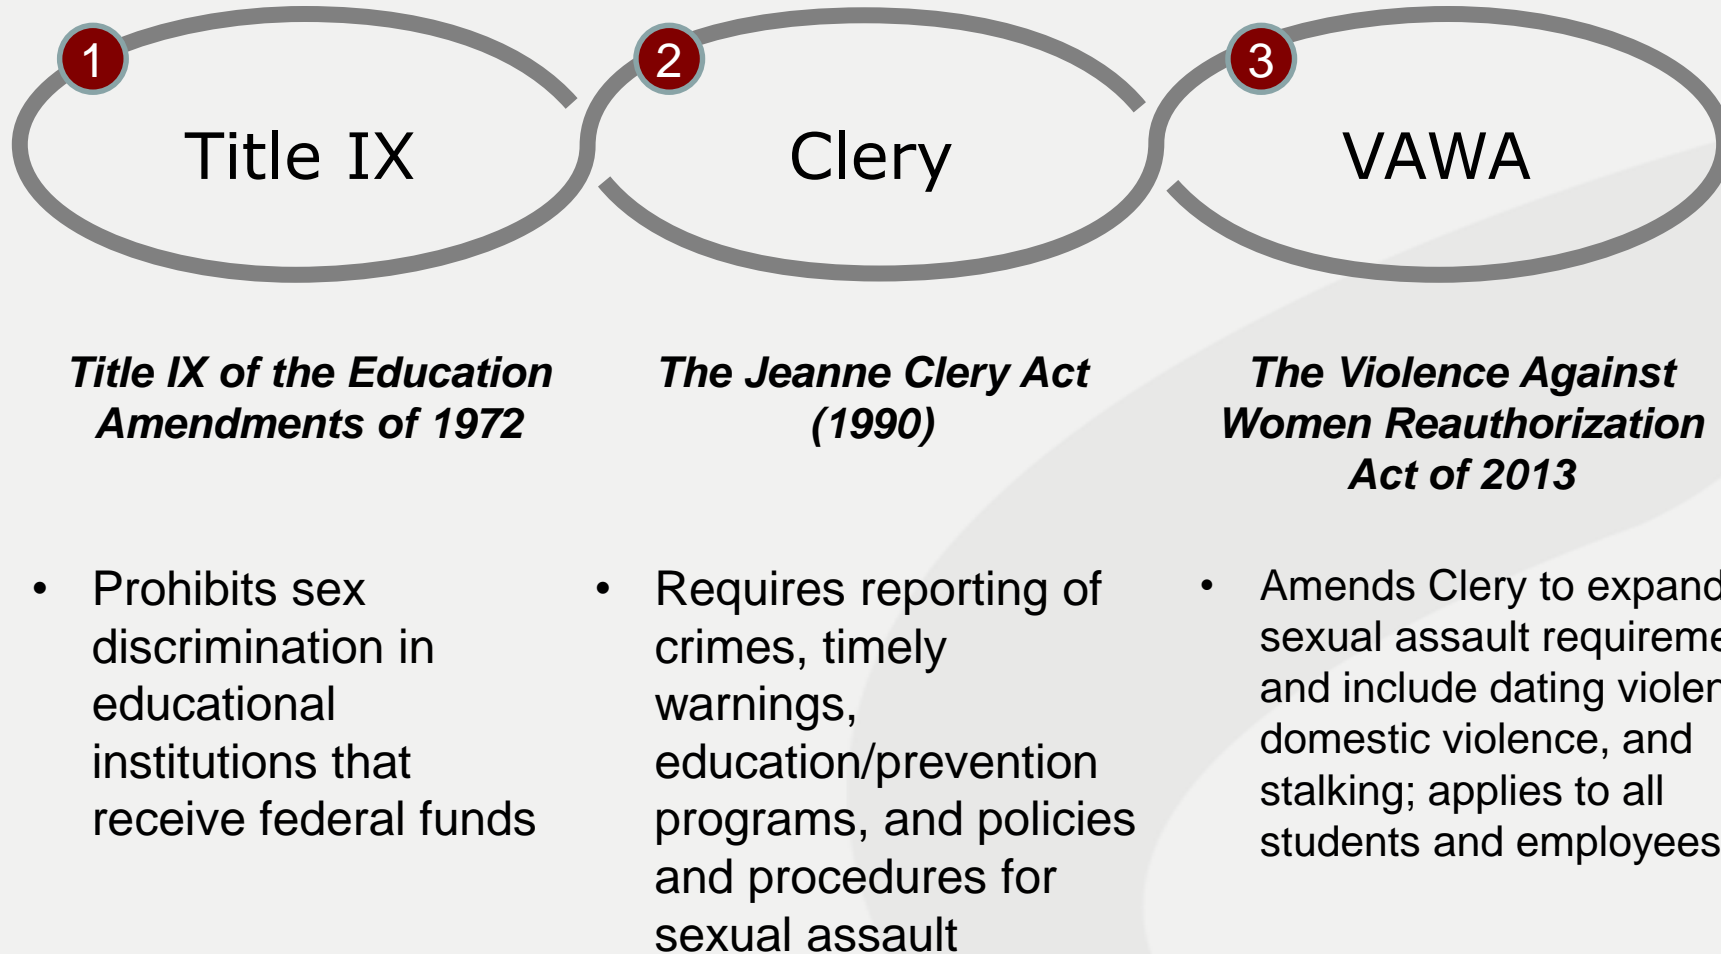 1
Title IX
2
Clery
3
VAWA
Title IX of the Education
Amendments of 1972
The Jeanne Clery Act
(1990)
The Violence Against
Women Reauthorization
Act of 2013
• Prohibits sex
discrimination in
educational
institutions that
receive federal funds
• Requires reporting of
crimes, timely
warnings,
education/prevention
programs, and policies
and procedures for
sexual assault
• Amends Clery to expand
sexual assault
and include dating
domestic violence, and
stalking; applies to all
students and employees